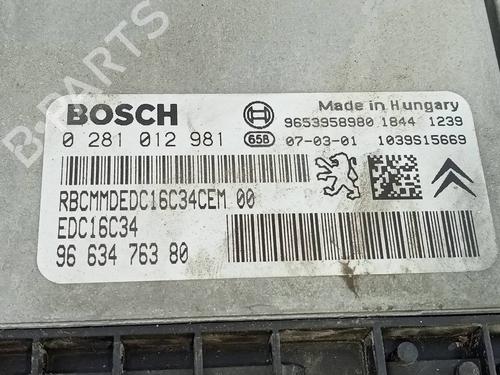 B-PARTS
BOSCH
Made in Hungary
9653958980 1844 1239
0 281 012 981
658 07-03-01 1039S15669
RBCMMDEDC16C34CEM 00
EDC16C34
96 634 763 80